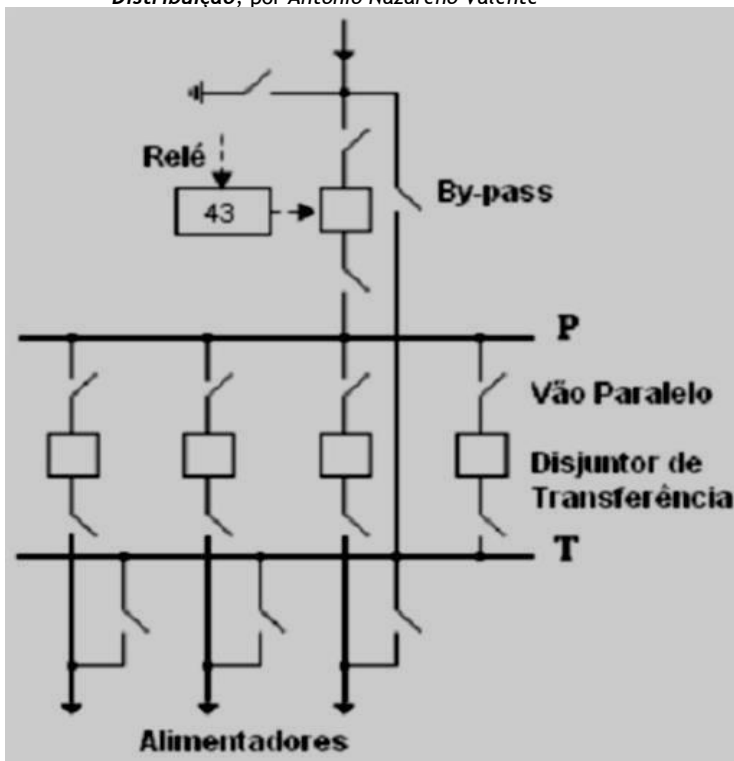 Distribuição, por Antonio Nazareno Valente
Relé
43
By-pass
P
Vão Paralelo
Disjuntor de
Transferência
T
Alimentadores